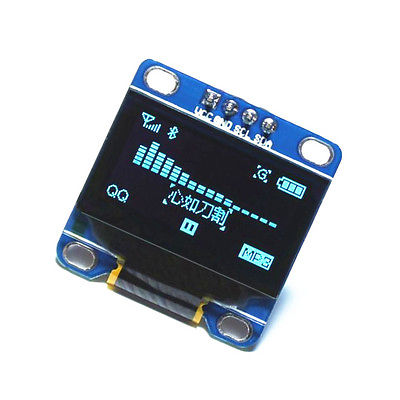 VCC GND SCL SDA
G
QQ
心如刀割
MP3